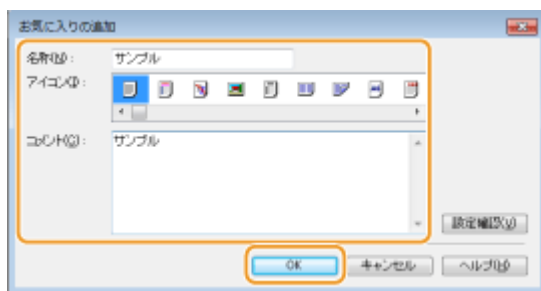 お気に入りの追加
名称(N): サンプル
アイコン(I):
コメント(C): サンプル
設定確認(V)
OK キャンセル ヘルプ(H)